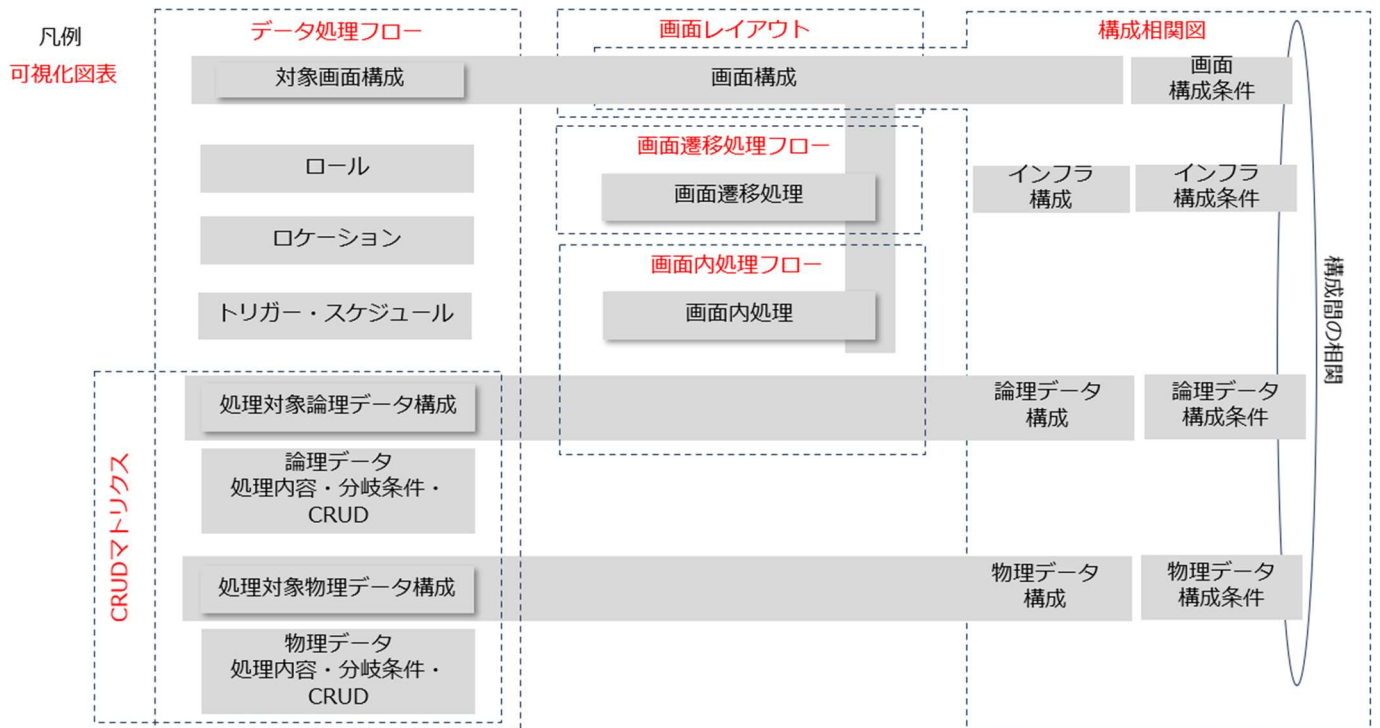 凡例
可視化図表
データ処理フロー
対象画面構成
ロール
ロケーション
トリガー・スケジュール
CRUDマトリクス
処理対象論理データ構成
論理データ
処理内容・分岐条件・
CRUD
処理対象物理データ構成
物理データ
処理内容・分岐条件・
CRUD
画面レイアウト
画面構成
画面遷移処理フロー
画面遷移処理
画面内処理フロー
画面内処理
構成相関図
画面
構成条件
インフラ
構成
インフラ
構成条件
論理データ
構成
論理データ
構成条件
物理データ
構成
物理データ
構成条件
構成間の相関